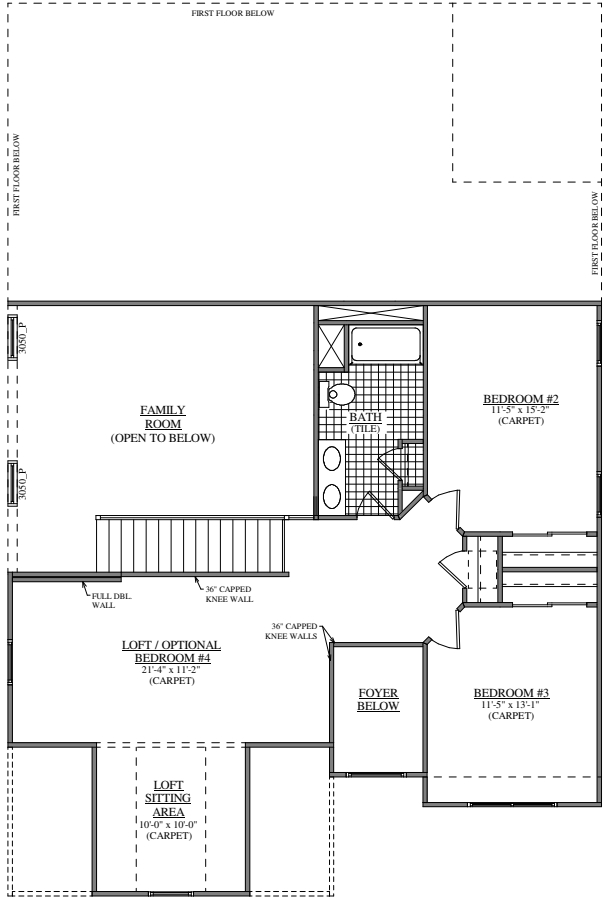 FIRST FLOOR BELOW
FIRST FLOOR BELOW
FIRST FLOOR BELOW
3050_P
3050_P
FAMILY
ROOM
(OPEN TO BELOW)
BATH
(TILE)
BEDROOM #2
11'-5" x 15'-2"
(CARPET)
FULL DBL.
WALL
36" CAPPED
KNEE WALL
36" CAPPED
KNEE WALLS
LOFT / OPTIONAL
BEDROOM #4
21'-4" x 11'-2"
(CARPET)
FOYER
BELOW
BEDROOM #3
11'-5" x 13'-1"
(CARPET)
LOFT
SITTING
AREA
10'-0" x 10'-0"
(CARPET)